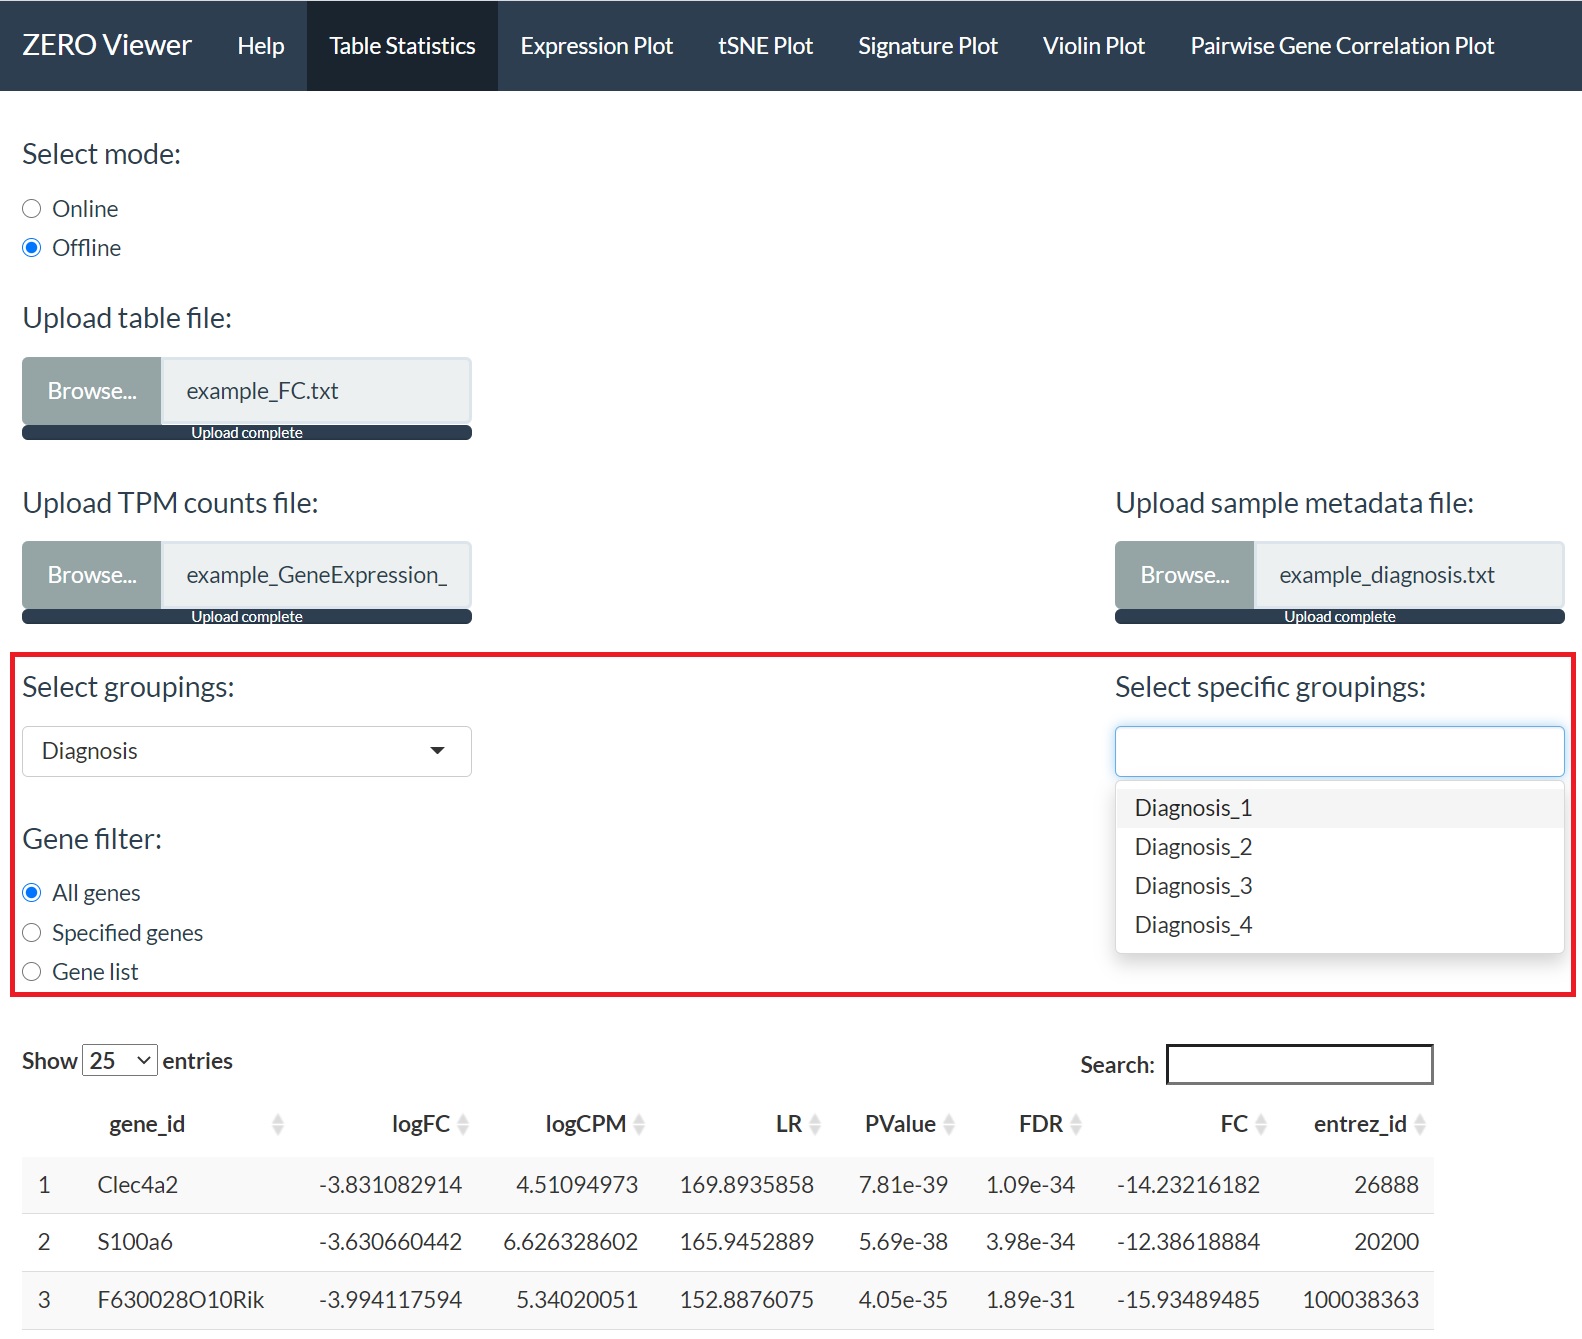 ZERO Viewer Help Table Statistics Expression Plot tSNE Plot Signature Plot Violin Plot Pairwise Gene Correlation Plot
Select mode:
Online
Offline
Upload table file:
Browse... example_FC.txt
Upload complete
Upload TPM counts file: Upload sample metadata file:
Browse... example_GeneExpression_ Browse... example_diagnosis.txt
Upload complete Upload complete
Select groupings: Select specific groupings:
Diagnosis
Diagnosis_1
Gene filter: Diagnosis_2
All genes Diagnosis_3
Specified genes Diagnosis_4
Gene list
Show 25 entries Search:
gene_id logFC logCPM LR PValue FDR FC entrez_id
1 Clec4a2 -3.831082914 4.51094973 169.8935858 7.81e-39 1.09e-34 -14.23216182 26888
2 S100a6 -3.630660442 6.626328602 165.9452889 5.69e-38 3.98e-34 -12.38618884 20200
3 F630028O10Rik -3.994117594 5.34020051 152.8876075 4.05e-35 1.89e-31 -15.93489485 100038363